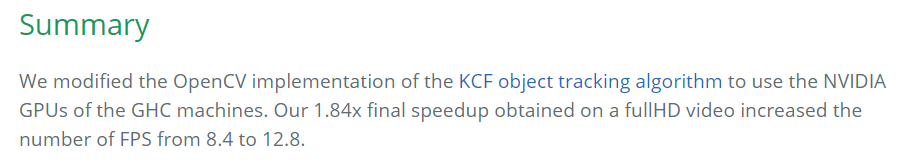 Summary
We modified the OpenCV implementation of the KCF object tracking algorithm to use the NVIDIA
GPUs of the GHC machines. Our 1.84x final speedup obtained on a fullHD video increased the
number of FPS from 8.4 to 12.8.